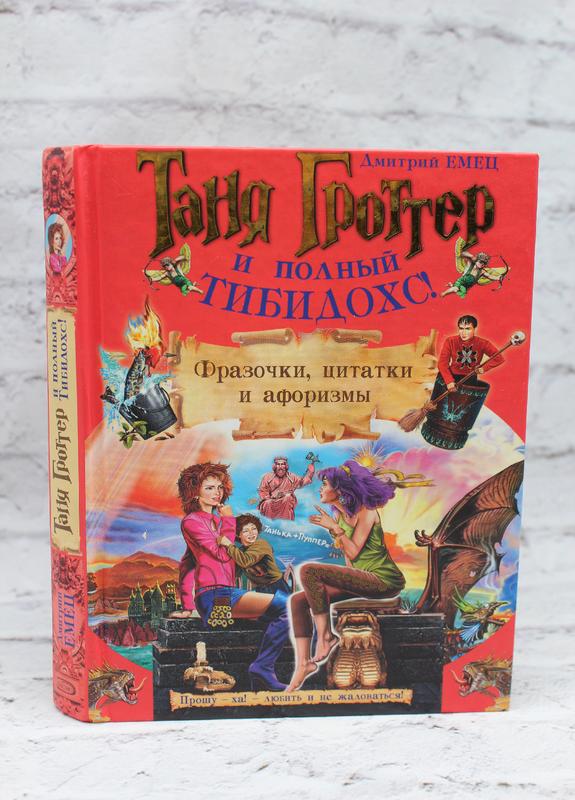 Дмитрий ЕМЕЦ
Таня Гроттер
и полный
ТИБИДОХС!
Фразочки, цитатки
и афоризмы
Танька+Пуппер
Прошу – ха! – любить и не жаловаться!
Дмитрий
ЕМЕЦ
Таня Гроттер
и полный
Тибидохс!